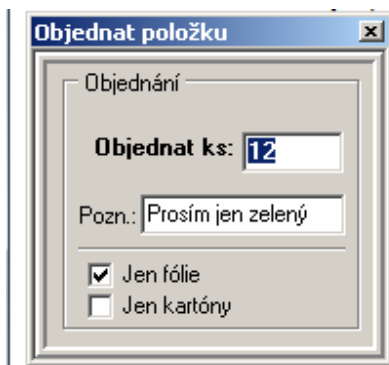 Objednat položku
Objednání
Objednat ks: 12
Pozn.: Prosím jen zelený
Jen fólie
Jen kartóny